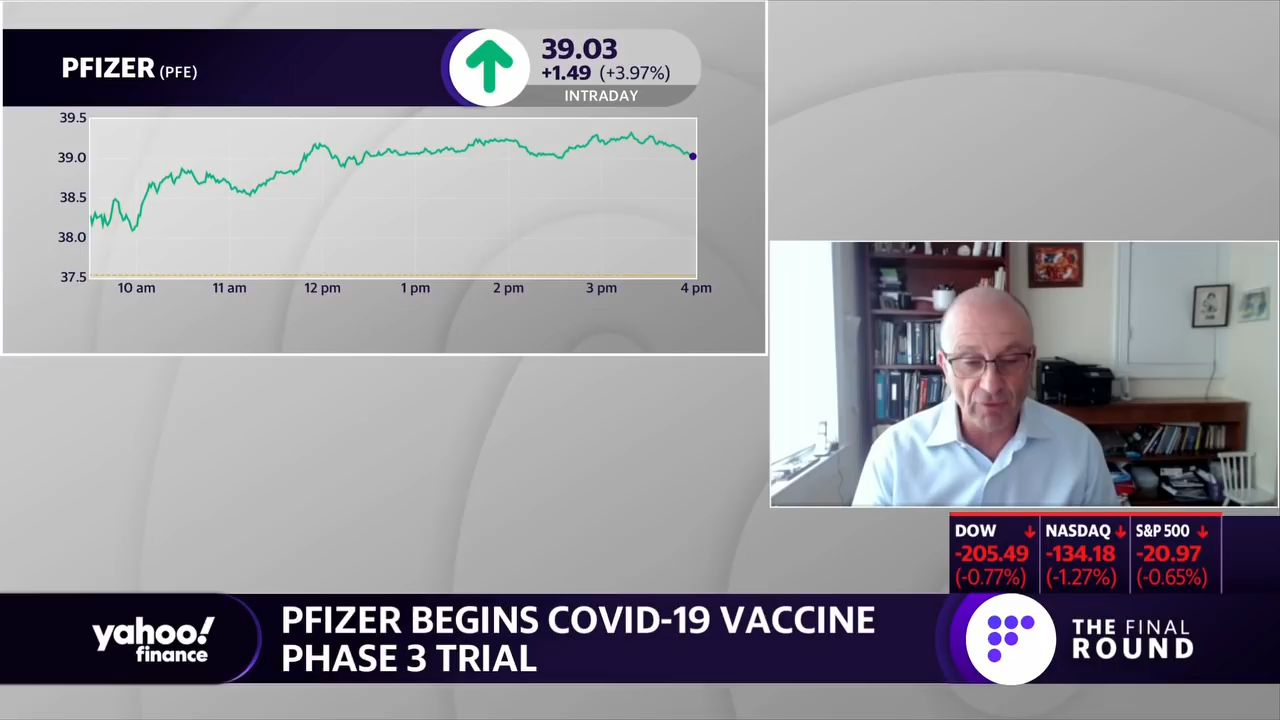 PFIZER (PFE)
39.03
+1.49 (+3.97%)
INTRADAY
39.5
39.0
38.5
38.0
37.5
10 am 11 am 12 pm 1 pm 2 pm 3 pm 4 pm
DOW
-205.49
(-0.77%)
NASDAQ
-134.18
(-1.27%)
S&P 500
-20.97
(-0.65%)
yahoo!
finance
PFIZER BEGINS COVID-19 VACCINE
PHASE 3 TRIAL
THE FINAL
ROUND